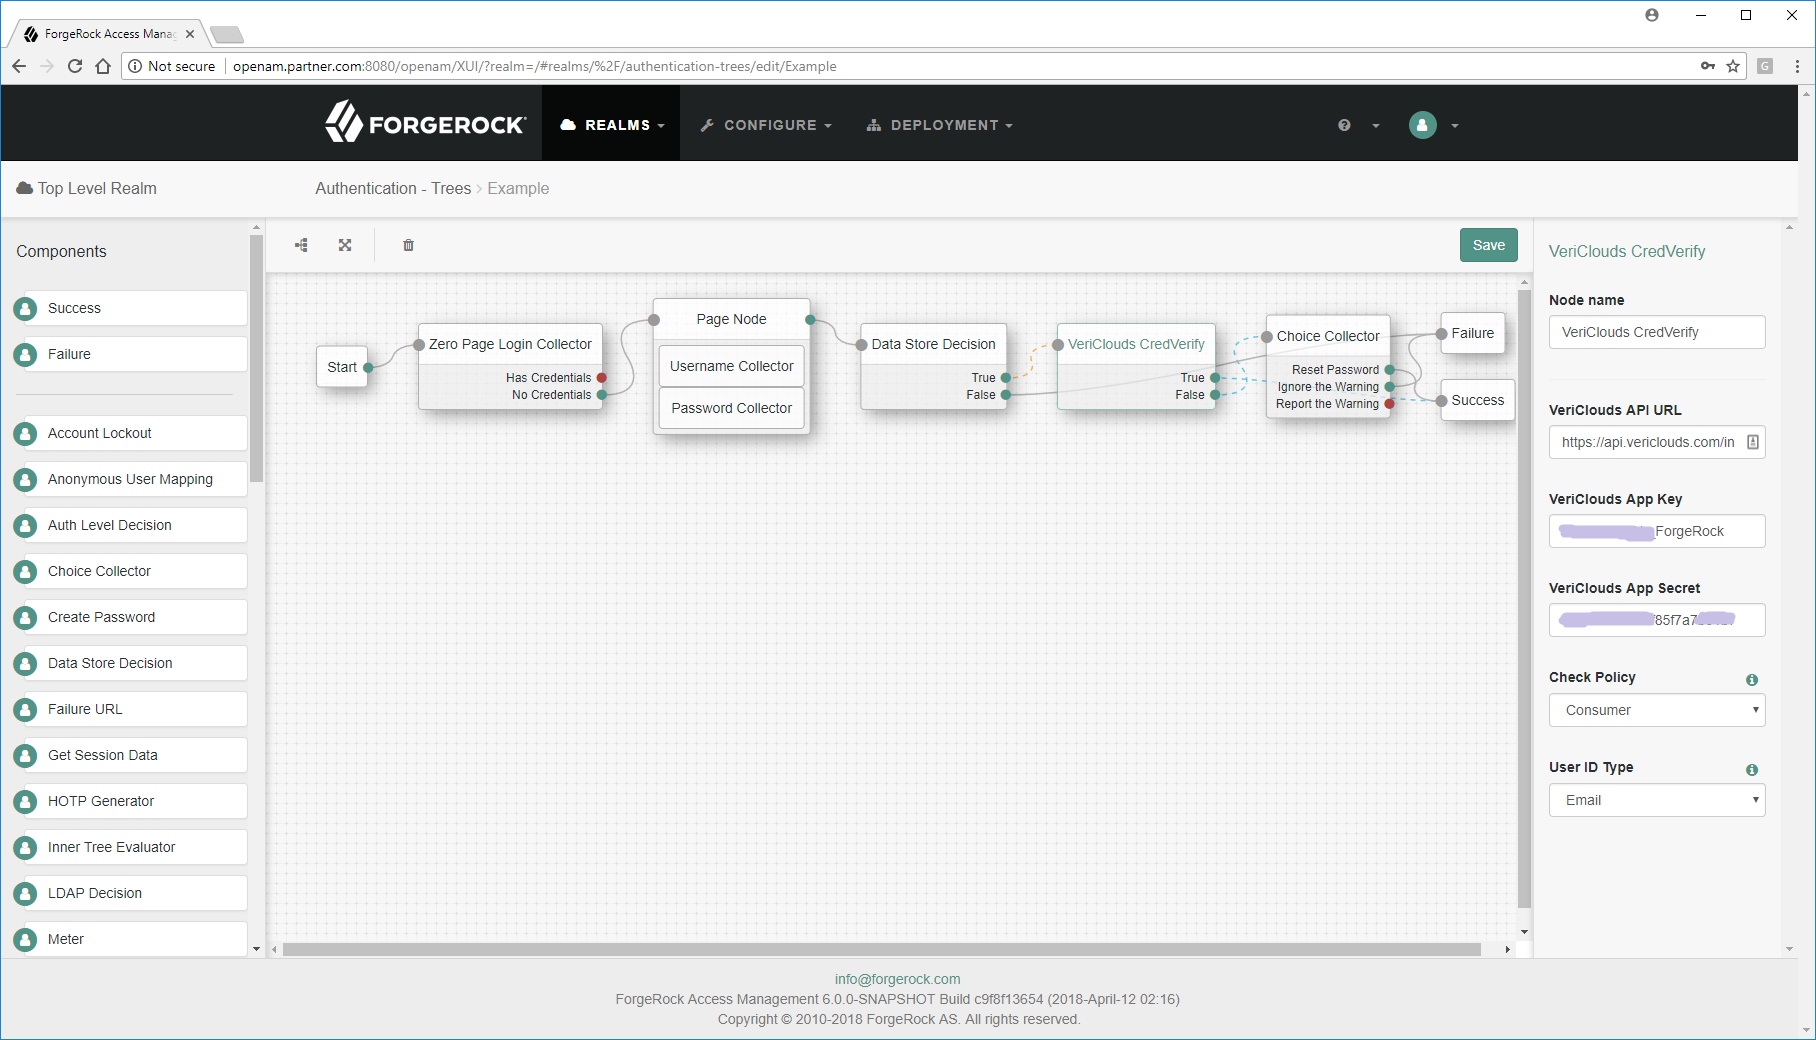 ForgeRock Access Mana
Not secure
openam.partner.com:8080/openam/XUI/?realm=/#realms/%2F/authentication-trees/edit/Example
G
FORGEROCK
REALMS
CONFIGURE
DEPLOYMENT
Top Level Realm
Authentication - Trees > Example
Components
Success
Failure
Account Lockout
Anonymous User Mapping
Auth Level Decision
Choice Collector
Create Password
Data Store Decision
Failure URL
Get Session Data
HOTP Generator
Inner Tree Evaluator
LDAP Decision
Meter
Save
Start
Zero Page Login Collector
Has Credentials
No Credentials
Page Node
Username Collector
Password Collector
Data Store Decision
True
False
VeriClouds CredVerify
True
False
Choice Collector
Reset Password
Ignore the Warning
Report the Warning
Failure
Success
VeriClouds CredVerify
Node name
VeriClouds CredVerify
VeriClouds API URL
https://api.vericlouds.com/in
VeriClouds App Key
_ForgeRock
VeriClouds App Secret
85f7a7
Check Policy
Consumer
User ID Type
Email
info@forgerock.com
ForgeRock Access Management 6.0.0-SNAPSHOT Build c9f8f13654 (2018-April-12 02:16)
Copyright © 2010-2018 ForgeRock AS. All rights reserved.